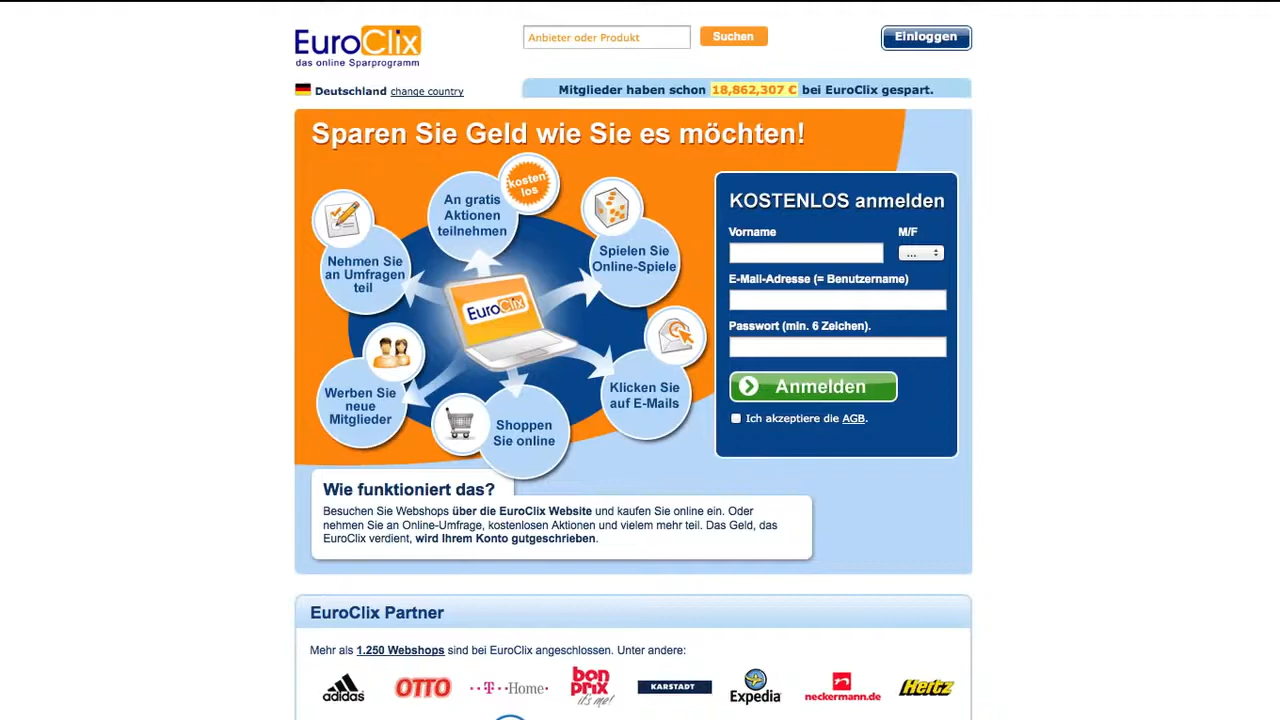 EuroClix
das online Sparprogramm
Anbieter oder Produkt
Suchen
Einloggen
Deutschland change country
Mitglieder haben schon 18,862,307 € bei EuroClix gespart.
Sparen Sie Geld wie Sie es möchten!
kosten
los
An gratis
Aktionen
teilnehmen
Nehmen Sie
an Umfragen
teil
Spielen Sie
Online-Spiele
EuroClix
Werben Sie
neue
Mitglieder
Shoppen
Sie online
Klicken Sie
auf E-Mails
KOSTENLOS anmelden
Vorname
M/F
...
E-Mail-Adresse (= Benutzername)
Passwort (min. 6 Zeichen).
Anmelden
Ich akzeptiere die AGB.
Wie funktioniert das?
Besuchen Sie Webshops über die EuroClix Website und kaufen Sie online ein. Oder
nehmen Sie an Online-Umfrage, kostenlosen Aktionen und vielem mehr teil. Das Geld, das
EuroClix verdient, wird Ihrem Konto gutgeschrieben.
EuroClix Partner
Mehr als 1.250 Webshops sind bei EuroClix angeschlossen. Unter andere:
adidas
OTTO
T Home
bon
prix
it's me!
KARSTADT
Expedia
neckermann.de
Hertz